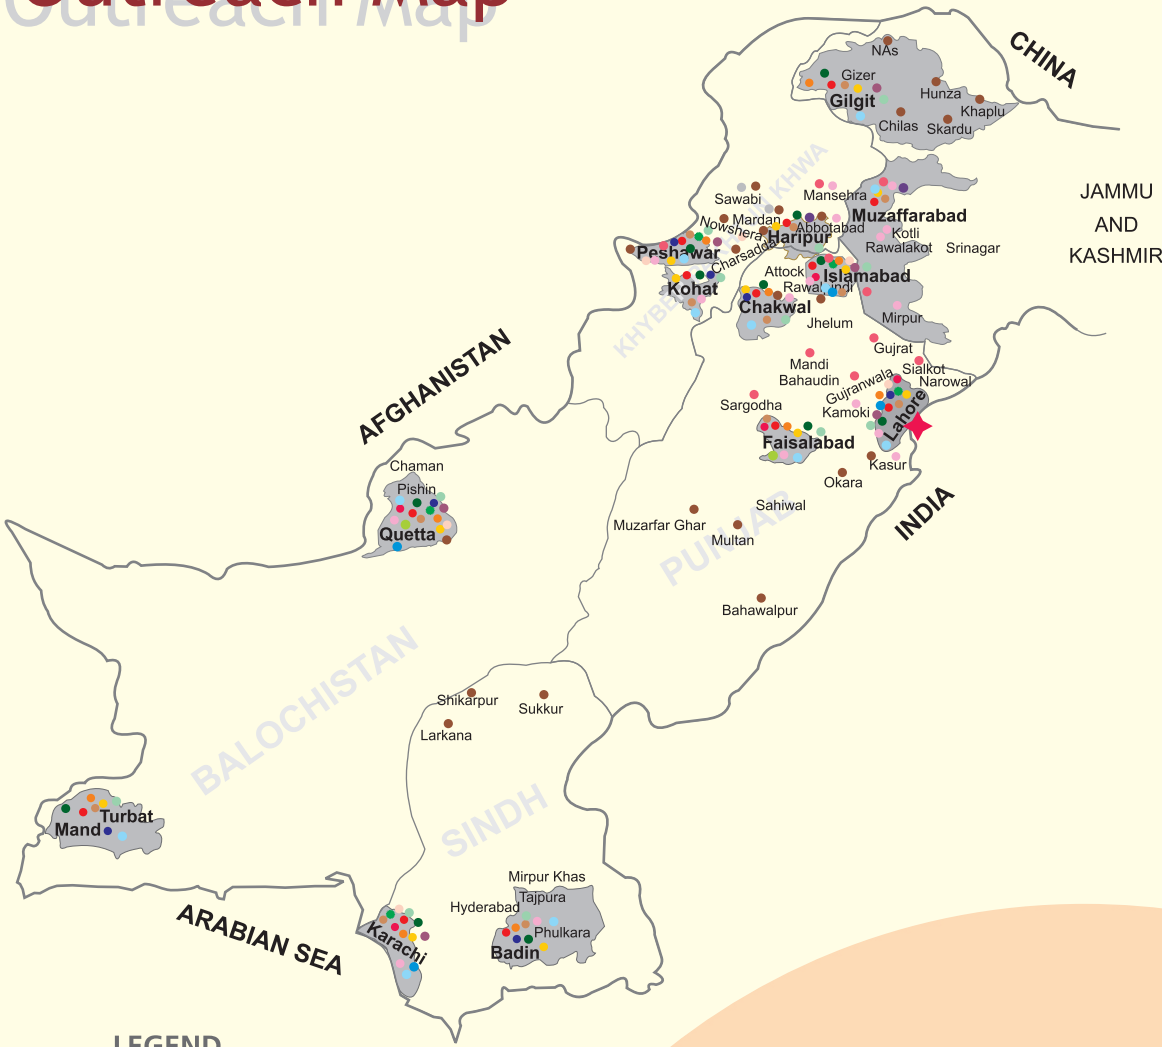 Outreach Map
CHINA
NAs
Gizer
Gilgit
Hunza
Khaplu
Chilas
Skardu
JAMMU
AND
KASHMIR
Sawabi
Mansehra
Muzaffarabad
Mardan
Nowshera
Haripur
Abbotabad
Kotli
Rawalakot
Srinagar
Peshawar
Charsadda
Attock
Islamabad
Kohat
Rawalpindi
Chakwal
Jhelum
Mirpur
KHYBER
KHWA
Gujrat
Mandi
Bahaudin
Sialkot
Narowal
Gujranwala
Sargodha
Kamoki
Lahore
Faisalabad
Kasur
Okara
AFGHANISTAN
Chaman
Pishin
Quetta
Sahiwal
Muzarfar Ghar
Multan
PUNJAB
INDIA
Bahawalpur
BALOCHISTAN
Shikarpur
Sukkur
Larkana
SINDH
Turbat
Mand
ARABIAN SEA
Karachi
Mirpur Khas
Tajpura
Hyderabad
Phulkara
Badin
LEGEND